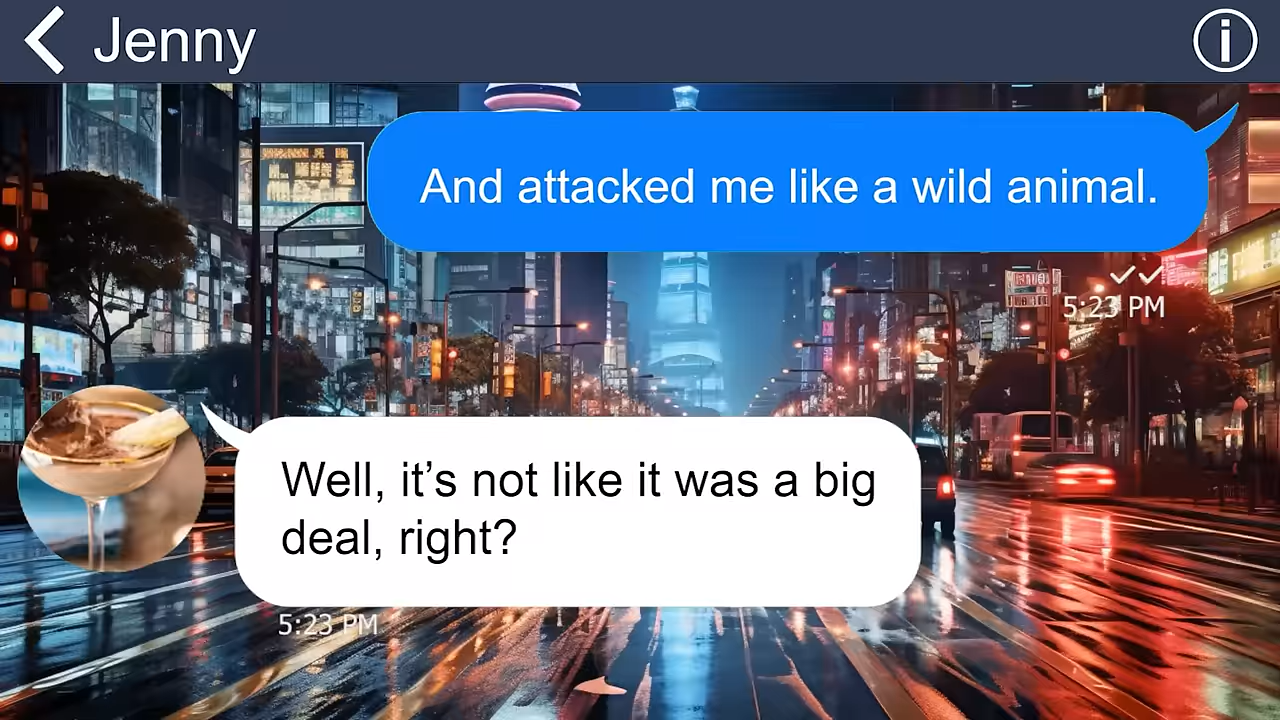 Jenny
And attacked me like a wild animal.
5:23 PM
Well, it’s not like it was a big
deal, right?
5:23 PM